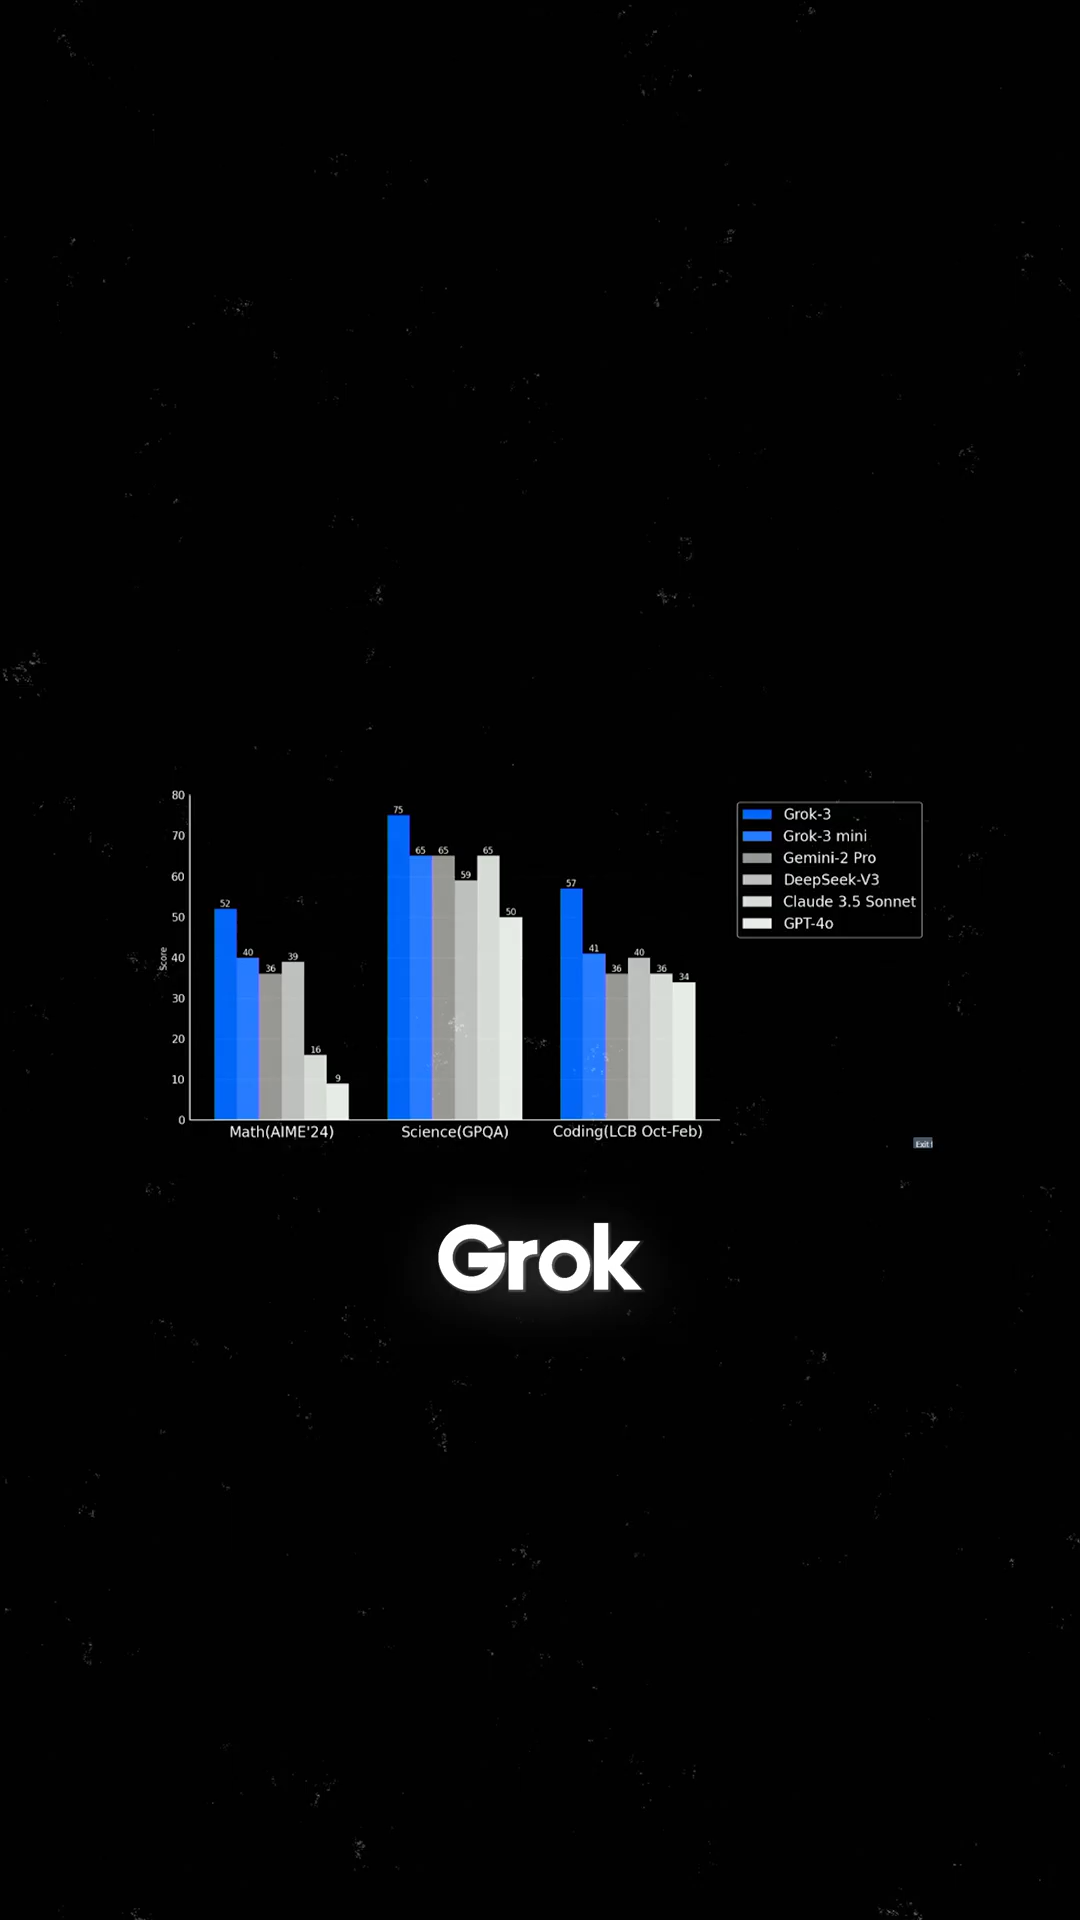 80
70
60
50
40
30
20
10
0
Score
52
40
36
39
16
9
75
65
65
59
65
50
57
41
36
40
36
34
Math(AIME'24)
Science(GPQA)
Coding(LCB Oct-Feb)
Grok-3
Grok-3 mini
Gemini-2 Pro
DeepSeek-V3
Claude 3.5 Sonnet
GPT-4o
Exit
Grok